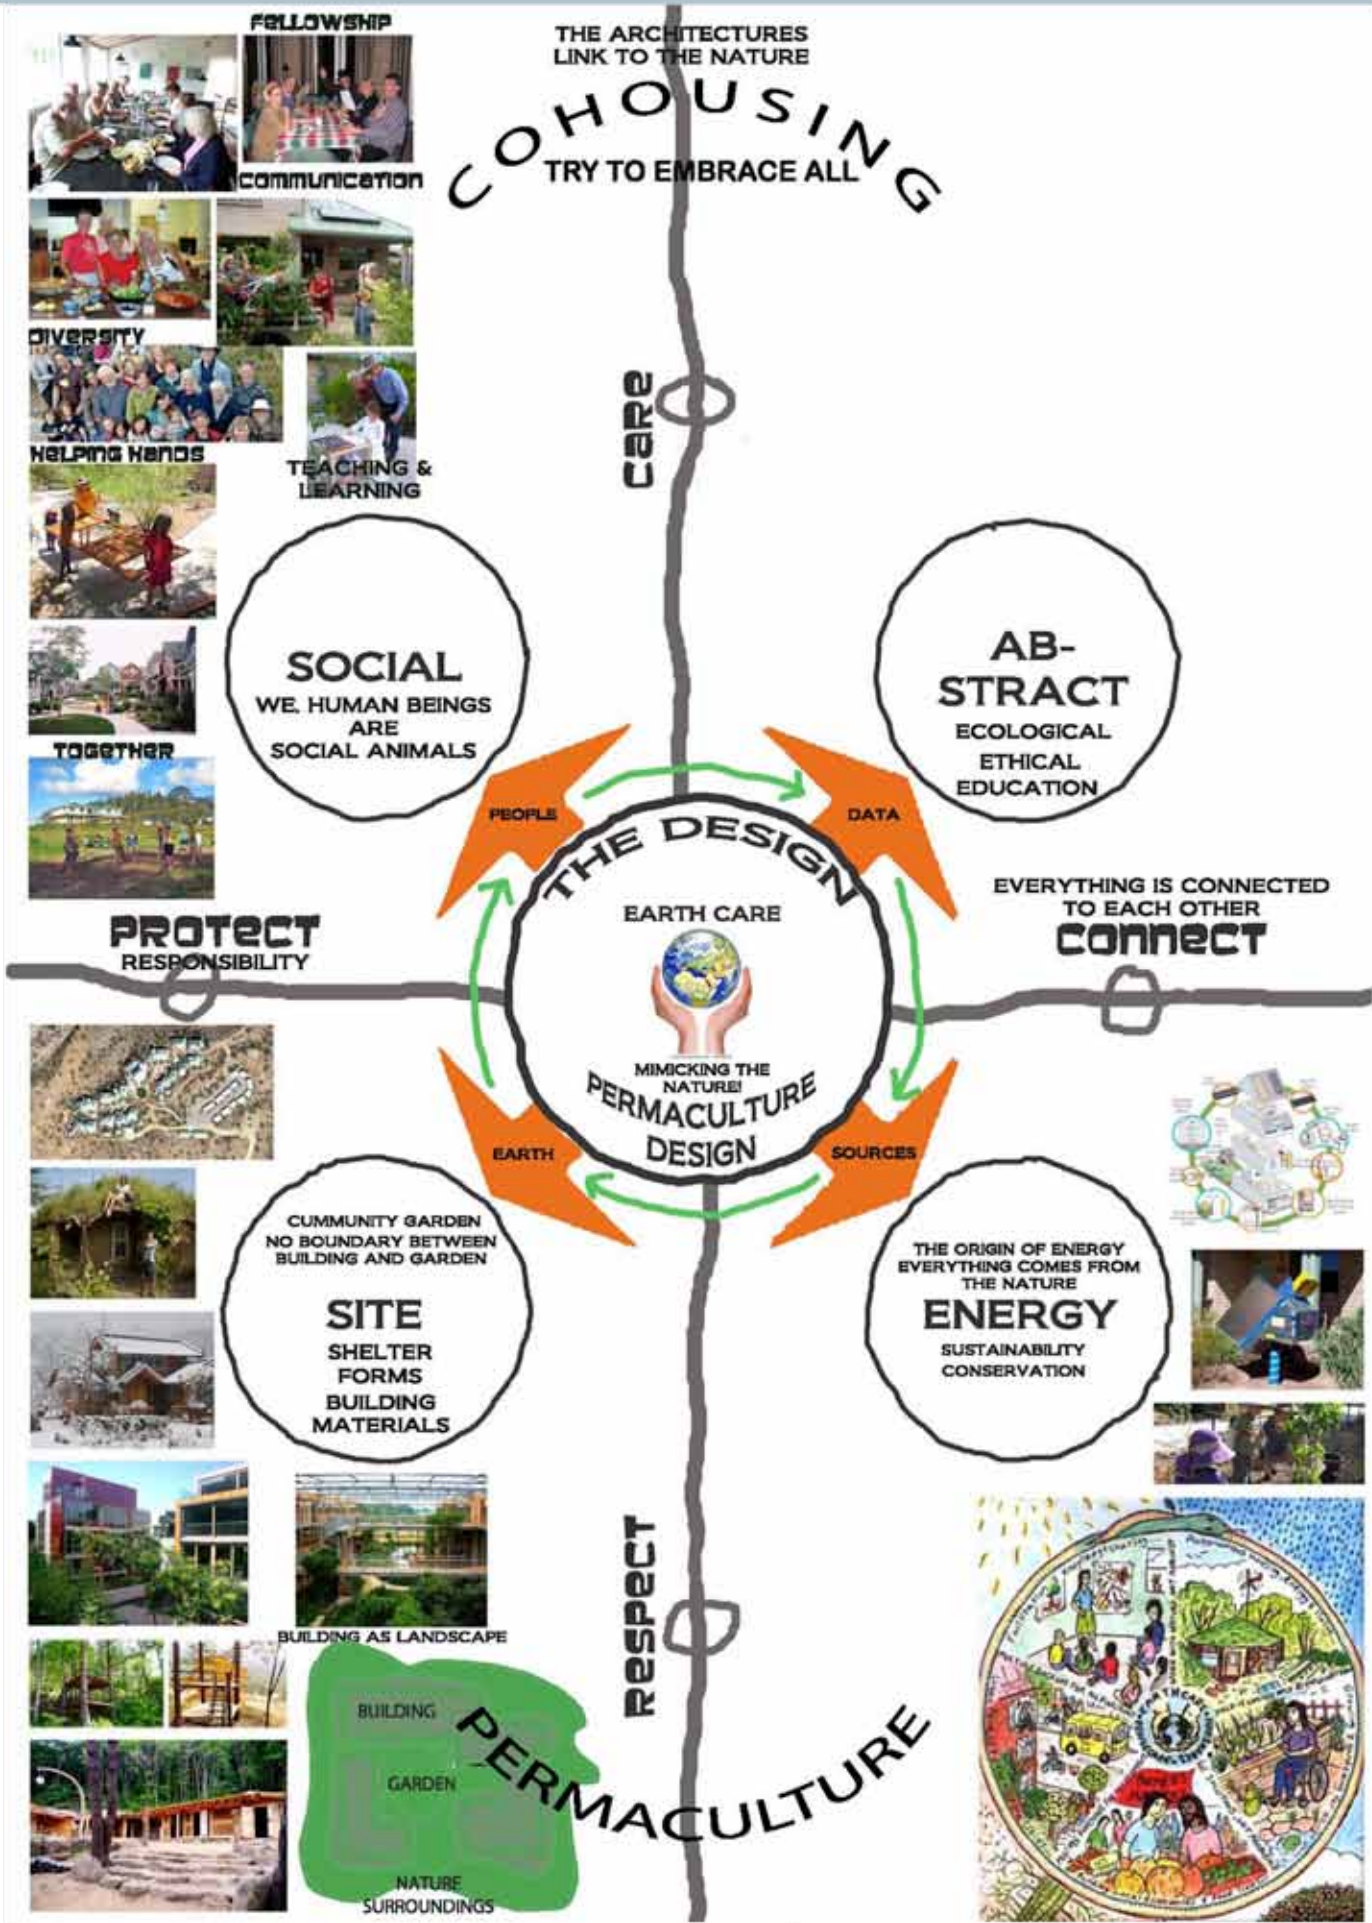 FELLOWSHIP
THE ARCHITECTURES
LINK TO THE NATURE
COHOUSING
TRY TO EMBRACE ALL
COMMUNICATION
DIVERSITY
HELPING HANDS
TEACHING &
LEARNING
TOGETHER
CARE
SOCIAL
WE, HUMAN BEINGS
ARE
SOCIAL ANIMALS
AB-
STRACT
ECOLOGICAL
ETHICAL
EDUCATION
PEOPLE
DATA
THE DESIGN
EARTH CARE
MIMICKING THE
NATURE!
PERMACULTURE
DESIGN
PROTECT
RESPONSIBILITY
EVERYTHING IS CONNECTED
TO EACH OTHER
CONNECT
EARTH
SOURCES
CUMMUNITY GARDEN
NO BOUNDARY BETWEEN
BUILDING AND GARDEN
SITE
SHELTER
FORMS
BUILDING
MATERIALS
THE ORIGIN OF ENERGY
EVERYTHING COMES FROM
THE NATURE
ENERGY
SUSTAINABILITY
CONSERVATION
RESPECT
BUILDING AS LANDSCAPE
BUILDING
GARDEN
NATURE
SURROUNDINGS
PERMACULTURE